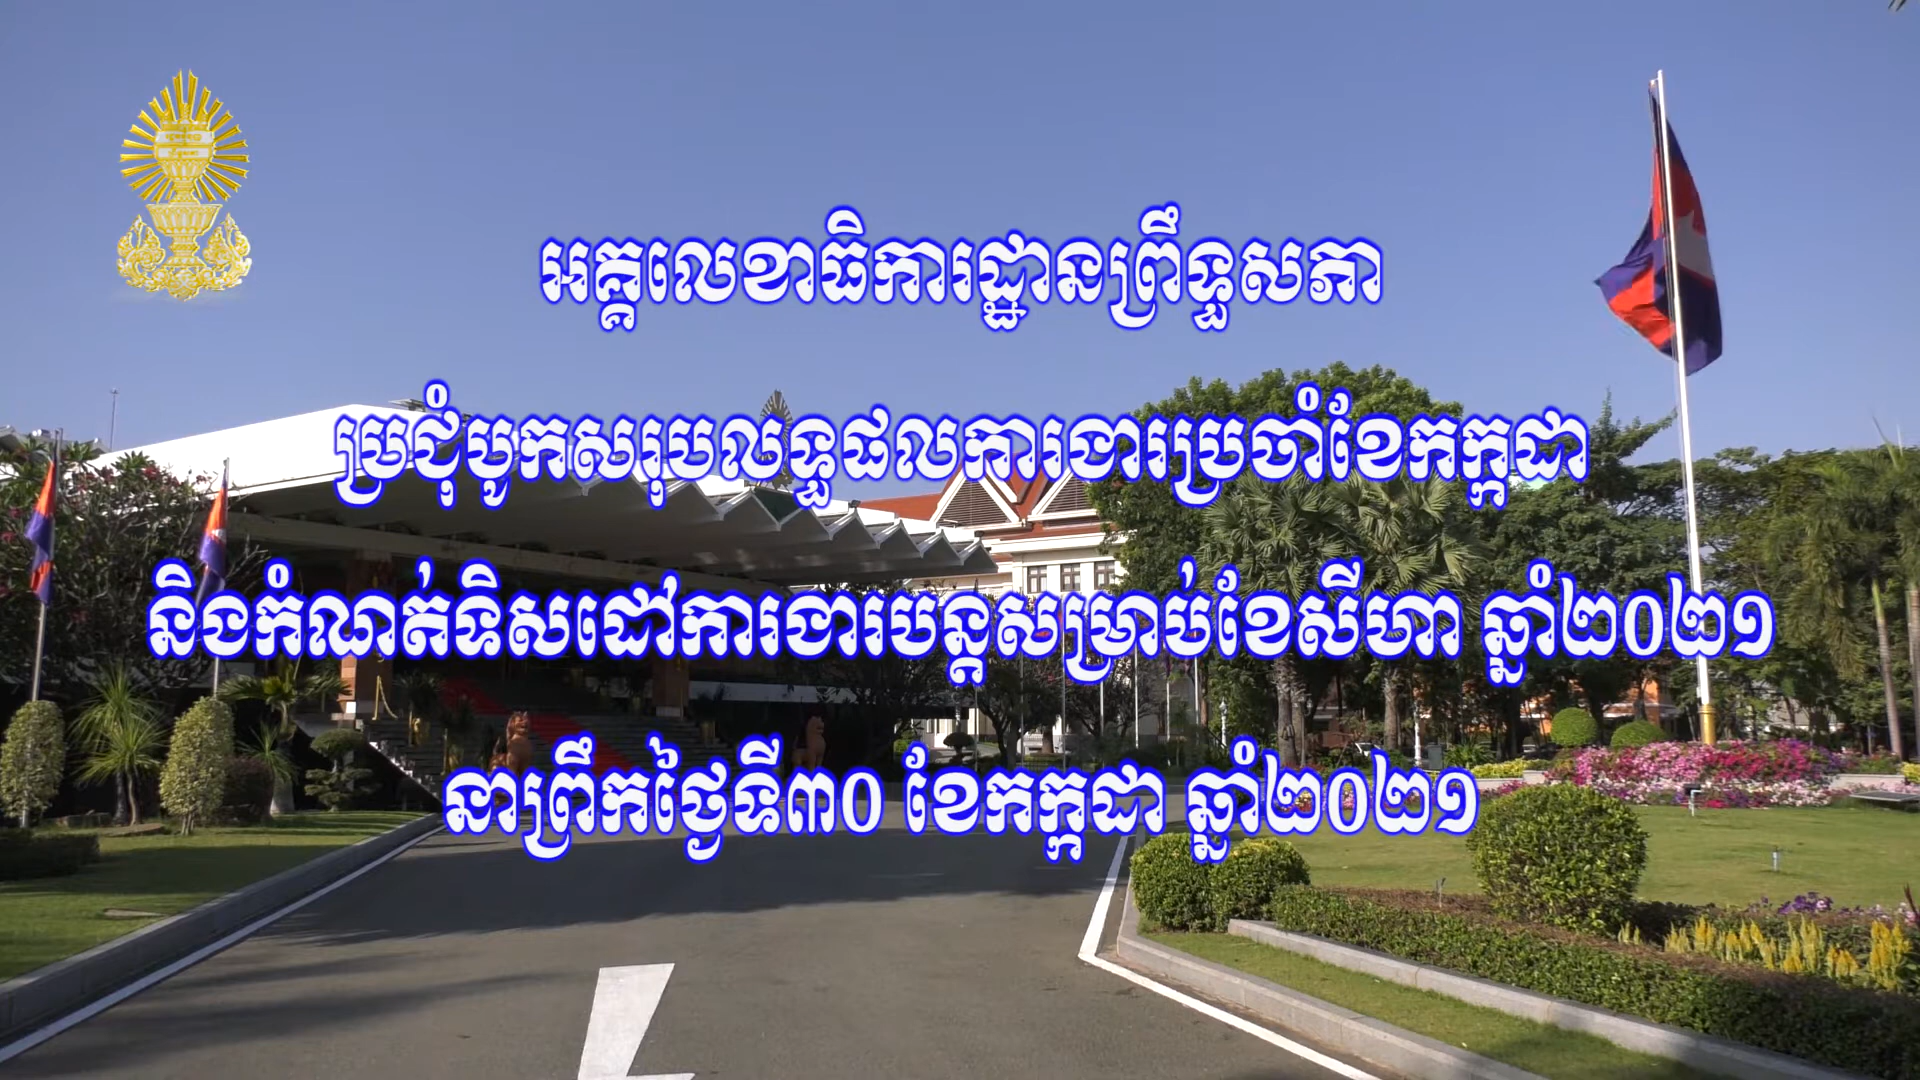 អគ្គលេខាធិការដ្ឋានព្រឹទ្ធសភា
ប្រជុំបូកសរុបលទ្ធផលការងារប្រចាំខែកក្កដា
និងកំណត់ទិសដៅការងារបន្តសម្រាប់ខែសីហា ឆ្នាំ២០២១
នាព្រឹកថ្ងៃទី៣០ ខែកក្កដា ឆ្នាំ២០២១